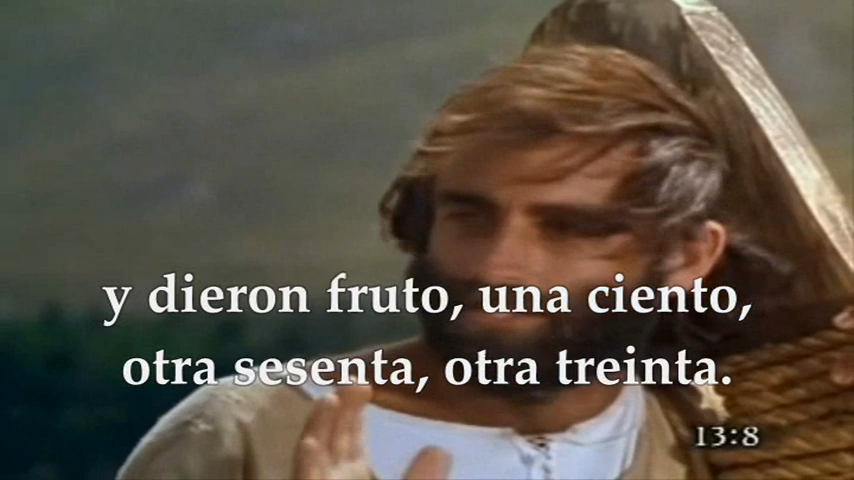 y dieron fruto, una ciento,
otra sesenta, otra treinta.
13:8